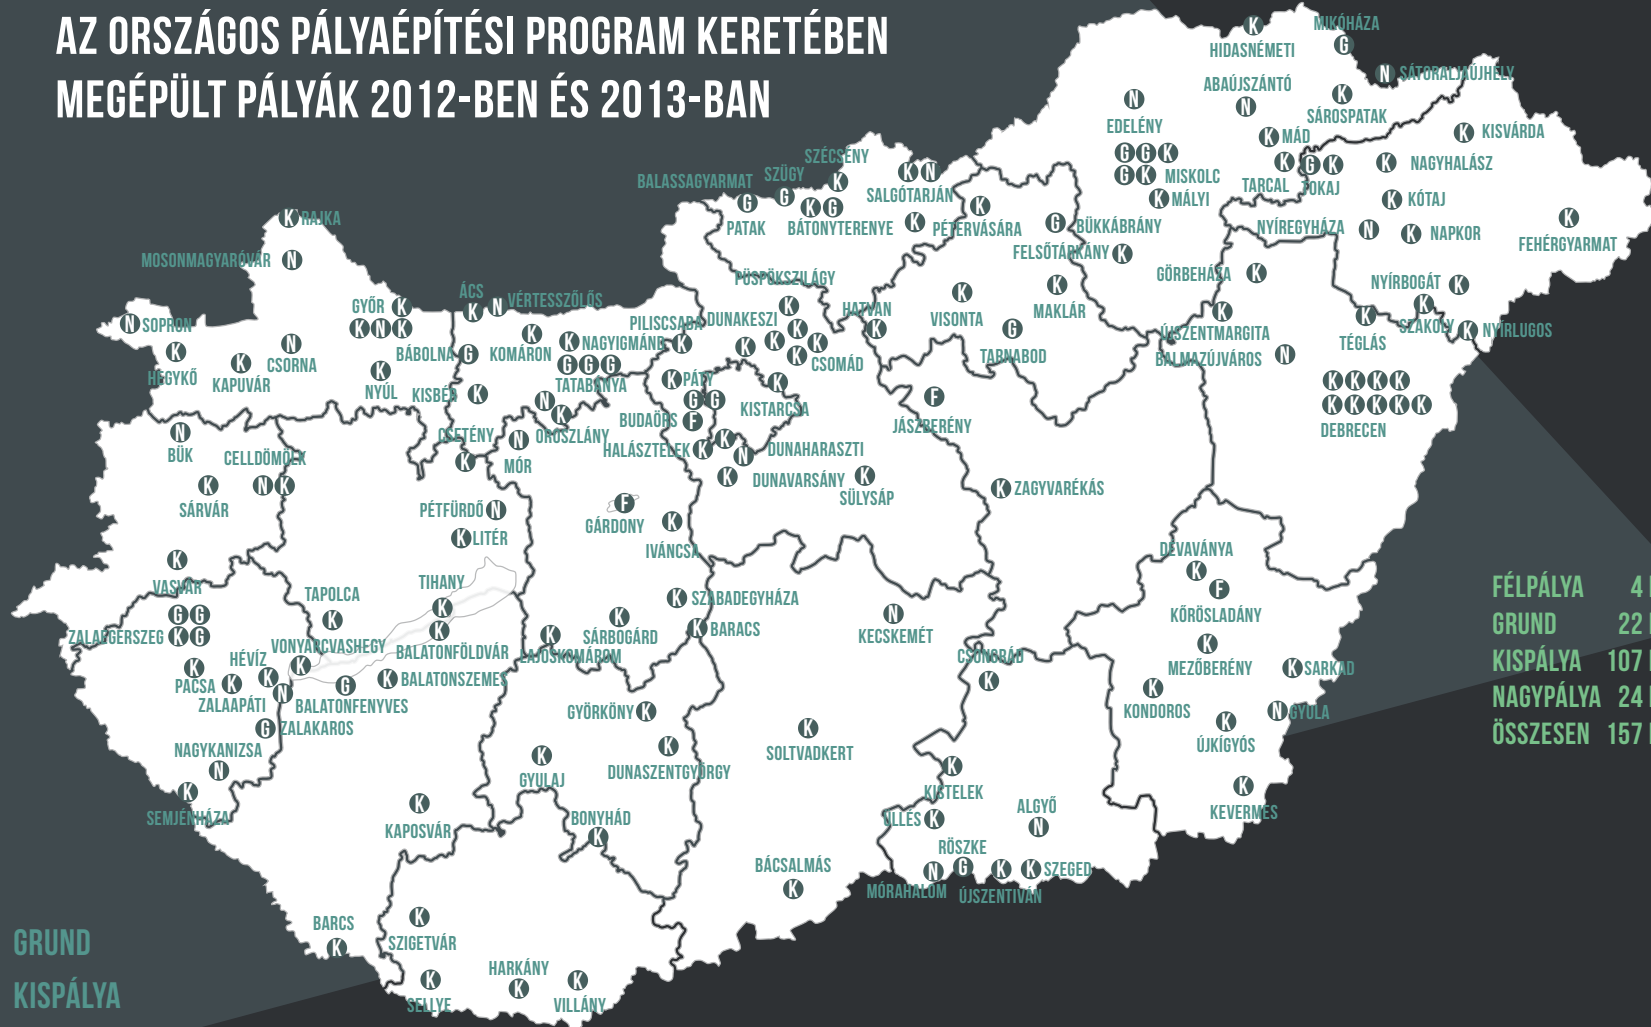 AZ ORSZÁGOS PÁLYAÉPÍTÉSI PROGRAM KERETÉBEN
MEGÉPÜLT PÁLYÁK 2012-BEN ÉS 2013-BAN
K
HIDASNÉMETI
MIKÓHÁZA
G
N SÁTORALJAÚJHELY
ABAÚJSZÁNTÓ
N
K
SÁROSPATAK
N
EDELÉNY
K MÁD
K KISVÁRDA
G G K
G K MISKOLC
K MÁLYI
K
TARCAL
G K
TOKAJ
K NAGYHALÁSZ
K KÓTAJ
NYÍREGYHÁZA N
K NAPKOR
K
FEHÉRGYARMAT
SZÉCSÉNY
K
BALASSAGYARMAT
G
PATAK
SZÜGY
G
K G
BÁTONYTERENYE
K N
SALGÓTARJÁN
K
K
PÉTERVÁSÁRA
G BÜKKÁBRÁNY
FELSŐTÁRKÁNY K
GÖRBEHÁZA K
NYÍRBOGÁT K
K RAJKA
MOSONMAGYARÓVÁR N
N SOPRON
K
HEGYKŐ
K
KAPUVÁR
N
CSORNA
GYŐR K
K N K
K
NYÚL
ÁCS
K
N VÉRTESSZŐLŐS
BÁBOLNA G
K
KOMÁROM
K NAGYIGMÁND
G G G
TATABÁNYA
KISBÉR K
PILISCSABA
K
PÜSPÖKSZILÁGY
K
DUNAKESZI K
K K
K K
CSOMÁD
HATVAN
K
K
VISONTA
K
MAKLÁR
G
TARNABOD
K
ÚJSZENTMARGITA
BALMAZÚJVÁROS N
K
TÉGLÁS
K
SZAKOLY
K NYÍRLUGOS
K K K K
K K K K K
DEBRECEN
K PÁTY
G G
BUDAÖRS F
K
KISTARCSA
F
JÁSZBERÉNY
N
K
OROSZLÁNY
HALÁSZTELEK K
K
N DUNAHARASZTI
K DUNAVARSÁNY
K
SÜLYSÁP
N
BÜK
CELLDÖMÖLK
N K
K
SÁRVÁR
CSETÉNY
K
N
MÓR
PÉTFÜRDŐ N
K LITÉR
F
GÁRDONY
K
IVÁNCSA
K ZAGYVARÉKAS
K
VASVÁR
G G
ZALAEGERSZEG K G
TAPOLCA
K
TIHANY
K
K
BALATONFÖLDVÁR
VONYARCVASHEGY
K
K
PACSA
K
ZALAAPÁTI
HÉVÍZ
K
N
G
BALATONFENYVES
K BALATONSZEMES
G ZALAKAROS
NAGYKANIZSA
N
K
SEMJÉNHÁZA
K
LAJOSKOMÁROM
K
SÁRBOGÁRD
K SZABADEGYHÁZA
K BARACS
N
KECSKEMÉT
CSONGRÁD
K
DÉVAVÁNYA
K
F
KŐRÖSLADÁNY
K
MEZŐBERÉNY
K SARKAD
K
KONDOROS
N GYULA
K
ÚJKÍGYÓS
K
KEVERMES
GYÖRKÖNY K
K
DUNASZENTGYÖRGY
K
GYULAJ
K
SOLTVADKERT
K
KISTELEK
ÜLLÉS K
ALGYŐ
N
K
KAPOSVÁR
BONYHÁD
K
BÁCSALMÁS
K
RÖSZKE
N G K K SZEGED
MÓRAHALOM
ÚJSZENTIVÁN
BARCS
K
K
SZIGETVÁR
K
SELLYE
HARKÁNY
K
K
VILLÁNY
FÉLPÁLYA 4
GRUND 22
KISPÁLYA 107
NAGYPÁLYA 24
ÖSSZESEN 157
GRUND
KISPÁLYA